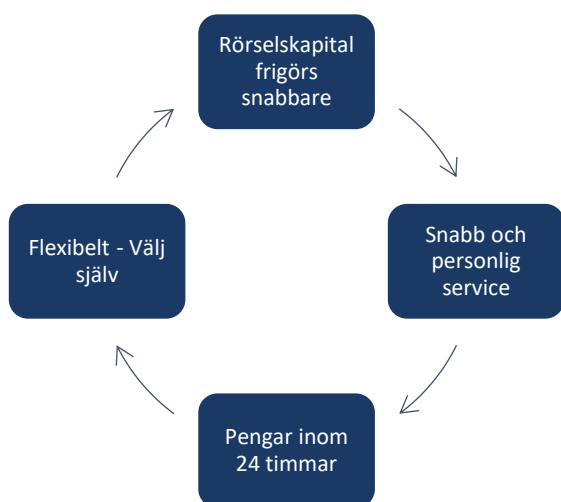 Rörselskapital
frigörs
snabbare
Flexibelt - Välj
själv
Snabb och
personlig
service
Pengar inom
24 timmar